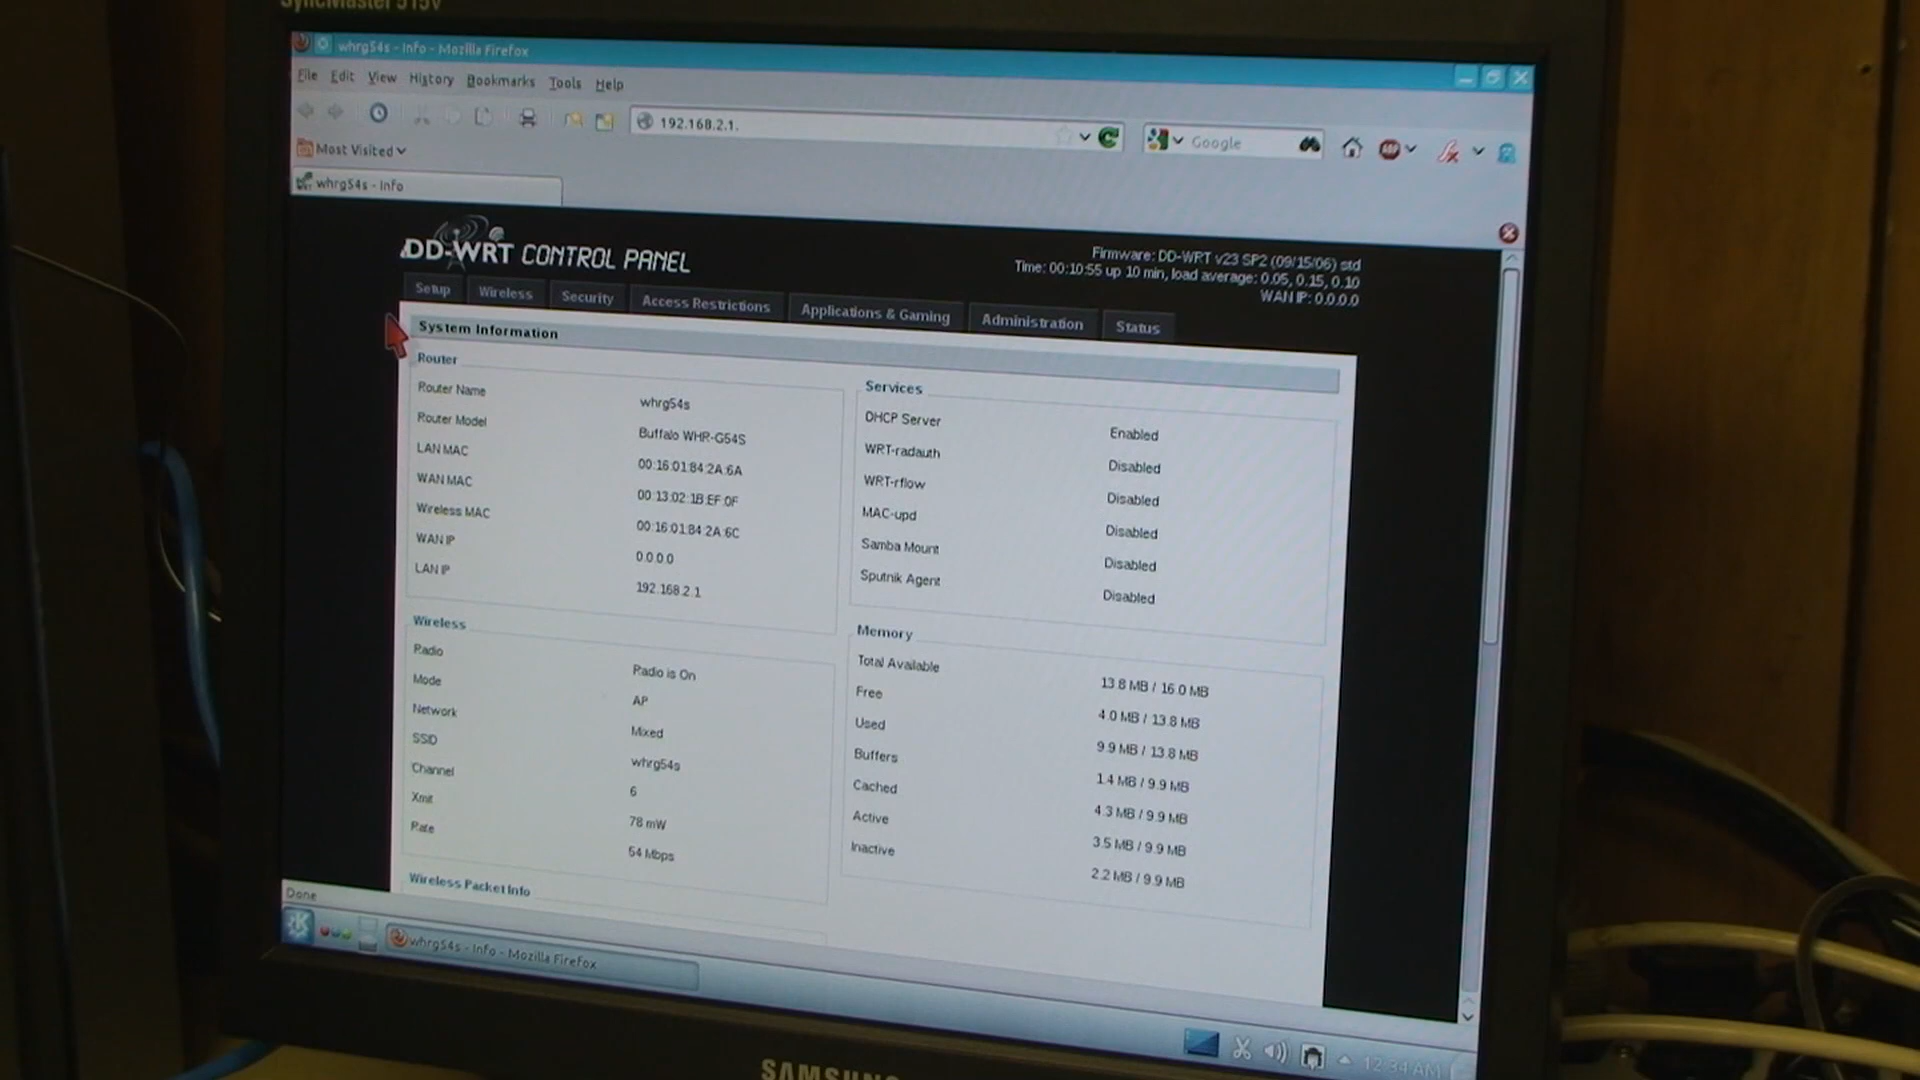 SyncMaster 515v
whrg54s - Info - Mozilla Firefox
File Edit View History Bookmarks Tools Help
192.168.2.1.
Google
Most Visited
whrg54s - Info
DD-WRT CONTROL PANEL
Firmware: DD-WRT v23 SP2 (09/15/06) std
Time: 00:10:55 up 10 min, load average: 0.05, 0.15, 0.10
WAN IP: 0.0.0.0
Setup Wireless Security Access Restrictions Applications & Gaming Administration Status
System Information
Router
Router Name whrg54s
Router Model Buffalo WHR-G54S
LAN MAC 00:16:01:84:2A:6A
WAN MAC 00:13:02:1B:EF:0F
Wireless MAC 00:16:01:84:2A:6C
WAN IP 0.0.0.0
LAN IP 192.168.2.1
Wireless
Radio Radio is On
Mode AP
Network Mixed
SSID whrg54s
Channel 6
Xmit 78 mW
Rate 54 Mbps
Wireless Packet Info
Services
DHCP Server Enabled
WRT-radauth Disabled
WRT-rflow Disabled
MAC-upd Disabled
Samba Mount Disabled
Sputnik Agent Disabled
Memory
Total Available 13.8 MB / 16.0 MB
Free 4.0 MB / 13.8 MB
Used 9.9 MB / 13.8 MB
Buffers 1.4 MB / 9.9 MB
Cached 4.3 MB / 9.9 MB
Active 3.5 MB / 9.9 MB
Inactive 2.2 MB / 9.9 MB
Done
whrg54s - Info - Mozilla Firefox
12:34 AM
SAMSUNG